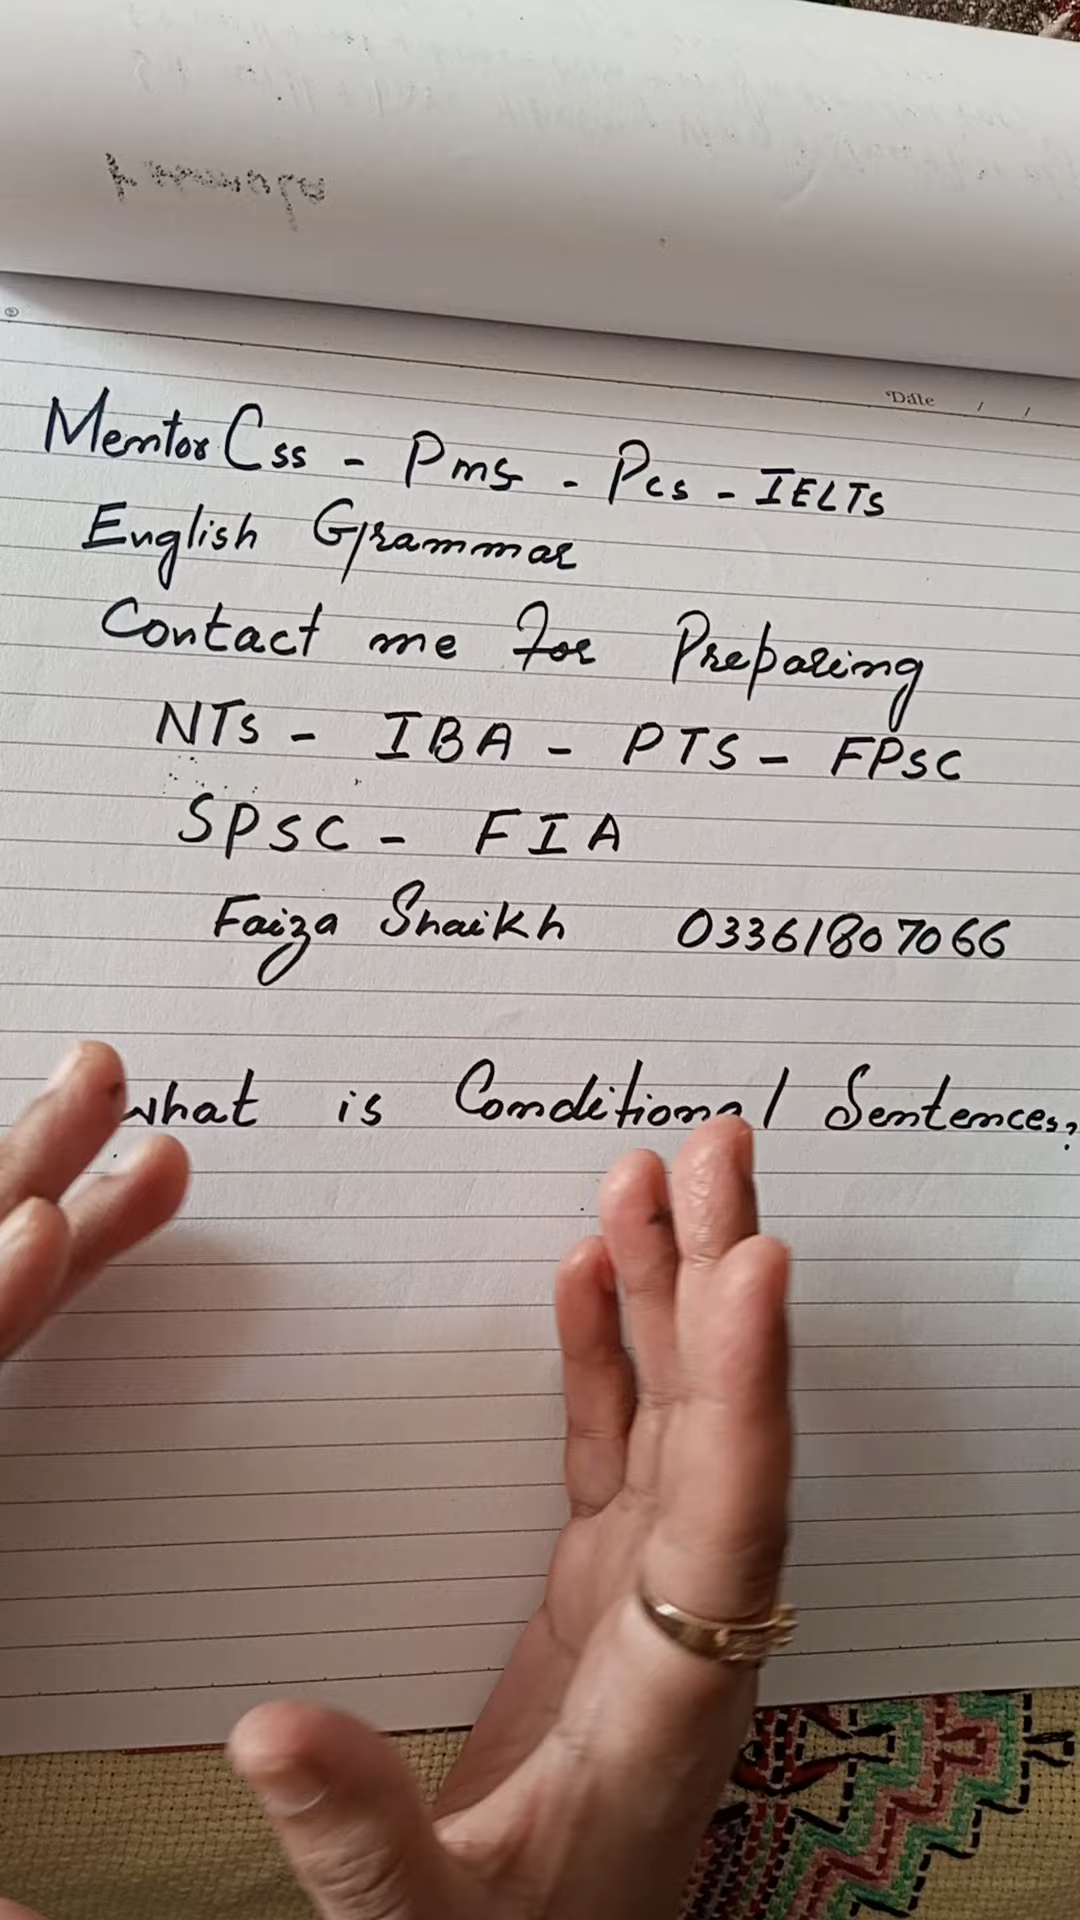 Date / /
Mentor Css - Pms - Pcs - IELTS
English Grammar
Contact me For Preparing
NTS - IBA - PTS - FPSC
SPSC - FIA
Faiza Shaikh 03361807066
what is Conditional Sentences?